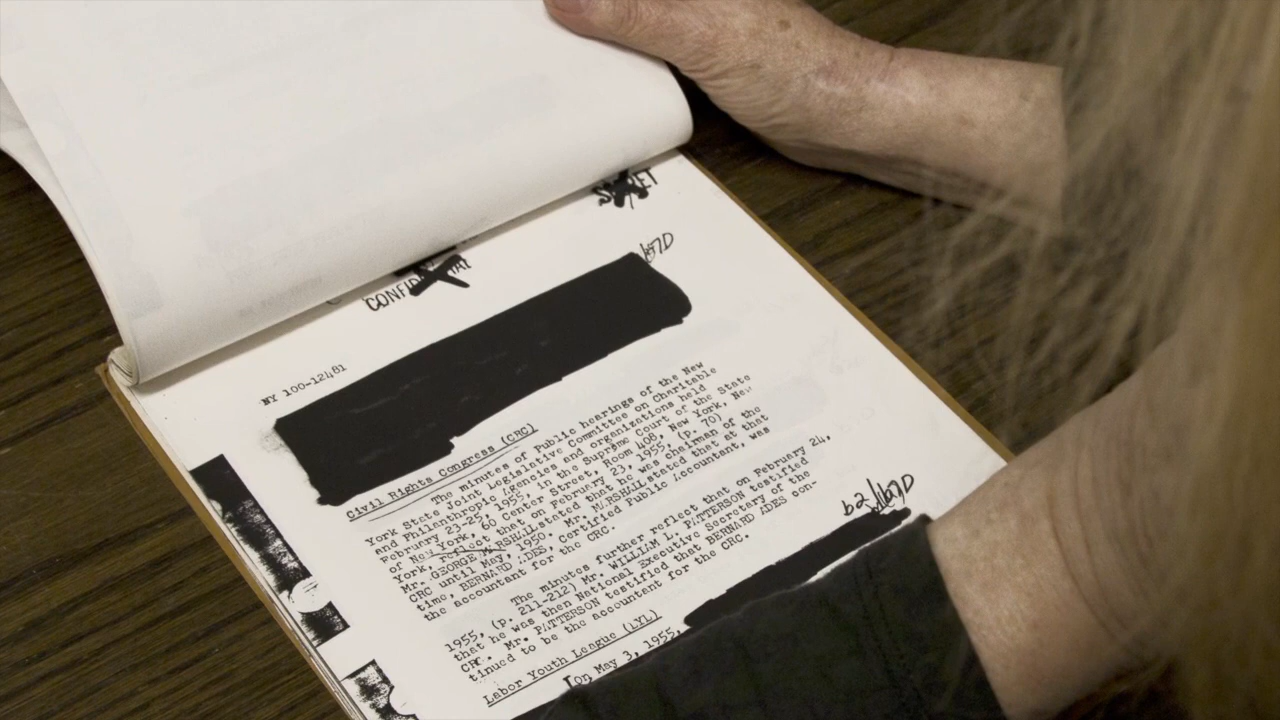 SECRET
CONFIDENTIAL
b7D
NY 100-12481
Civil Rights Congress (CRC)
The minutes of Public hearings of the New
York State Joint Legislative Committee on Charitable
and Philanthropic Agencies and organizations held
February 23-25, 1955, in the Supreme Court of the State
of New York, 60 Center Street, Room 408, New York, New
York, reflect that on February 23, 1955, (p. 70)
Mr. GEORGE MARSHALL stated that he was chairman of the
CRC until May, 1950. Mr. MARSHALL stated that at that
time, BERNARD ADES, Certified Public Accountant, was
the accountant for the CRC.
The minutes further reflect that on February 24,
1955, (p. 211-212) Mr. WILLIAM L. PATTERSON testified
that he was then National Executive Secretary of the
CRC. Mr. PATTERSON testified that BERNARD ADES con-
tinued to be the accountant for the CRC.
b2 b7D
Labor Youth League (LYL)
On May 3, 1955,